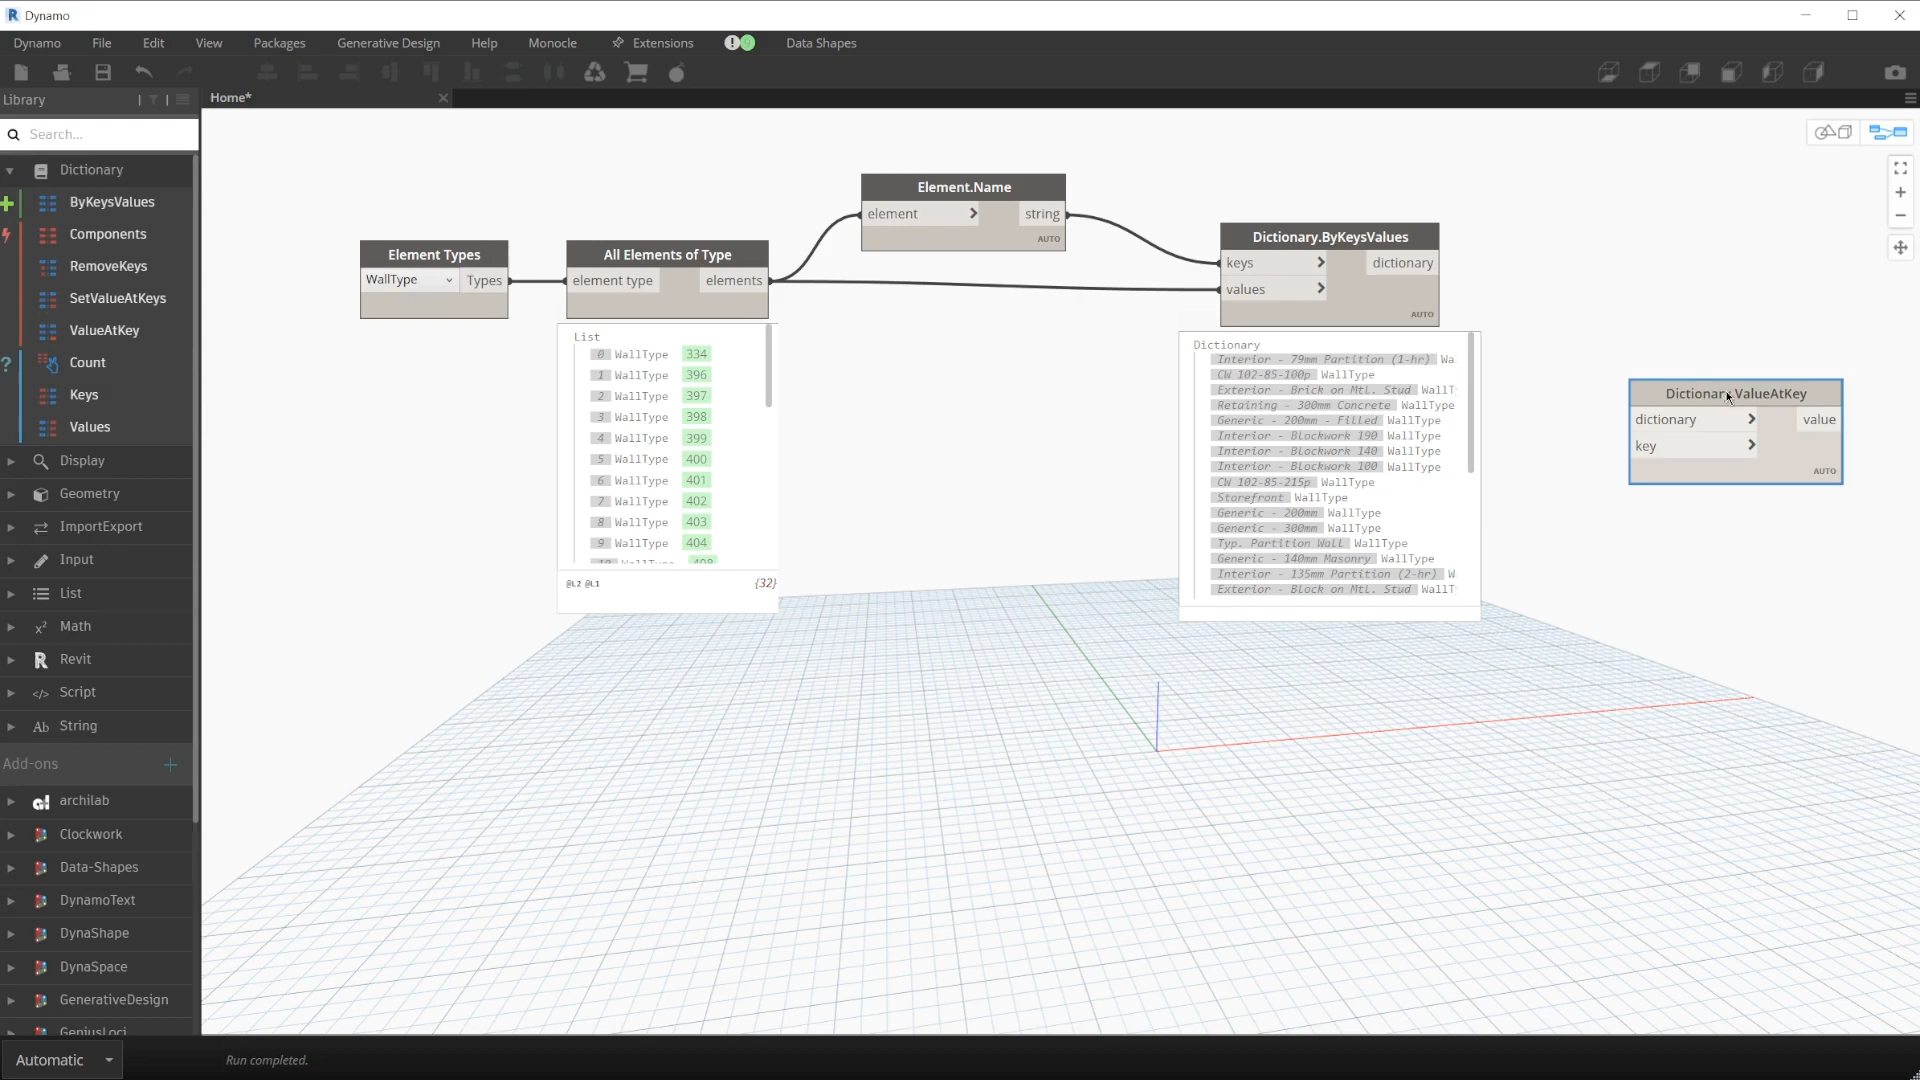 Dynamo
Dynamo File Edit View Packages Generative Design Help Monocle Extensions Data Shapes
Library
Home*
Search...
Dictionary
ByKeysValues
Components
RemoveKeys
SetValueAtKeys
ValueAtKey
Count
Keys
Values
Display
Geometry
ImportExport
Input
List
Math
Revit
Script
String
Add-ons
archilab
Clockwork
Data-Shapes
DynamoText
DynaShape
DynaSpace
GenerativeDesign
GeniusLoci
Element Types
WallType Types
All Elements of Type
element type elements
List
0 WallType 334
1 WallType 396
2 WallType 397
3 WallType 398
4 WallType 399
5 WallType 400
6 WallType 401
7 WallType 402
8 WallType 403
9 WallType 404
10 WallType 408
@L2 @L1 {32}
Element.Name
element string
AUTO
Dictionary.ByKeysValues
keys dictionary
values
AUTO
Dictionary
Interior - 79mm Partition (1-hr) Wa
CW 102-85-100p WallType
Exterior - Brick on Mtl. Stud WallT
Retaining - 300mm Concrete WallType
Generic - 200mm - Filled WallType
Interior - Blockwork 190 WallType
Interior - Blockwork 140 WallType
Interior - Blockwork 100 WallType
CW 102-85-215p WallType
Storefront WallType
Generic - 200mm WallType
Generic - 300mm WallType
Typ. Partition Wall WallType
Generic - 140mm Masonry WallType
Interior - 135mm Partition (2-hr) W
Exterior - Block on Mtl. Stud WallT
Dictionary.ValueAtKey
dictionary value
key
AUTO
Automatic
Run completed.